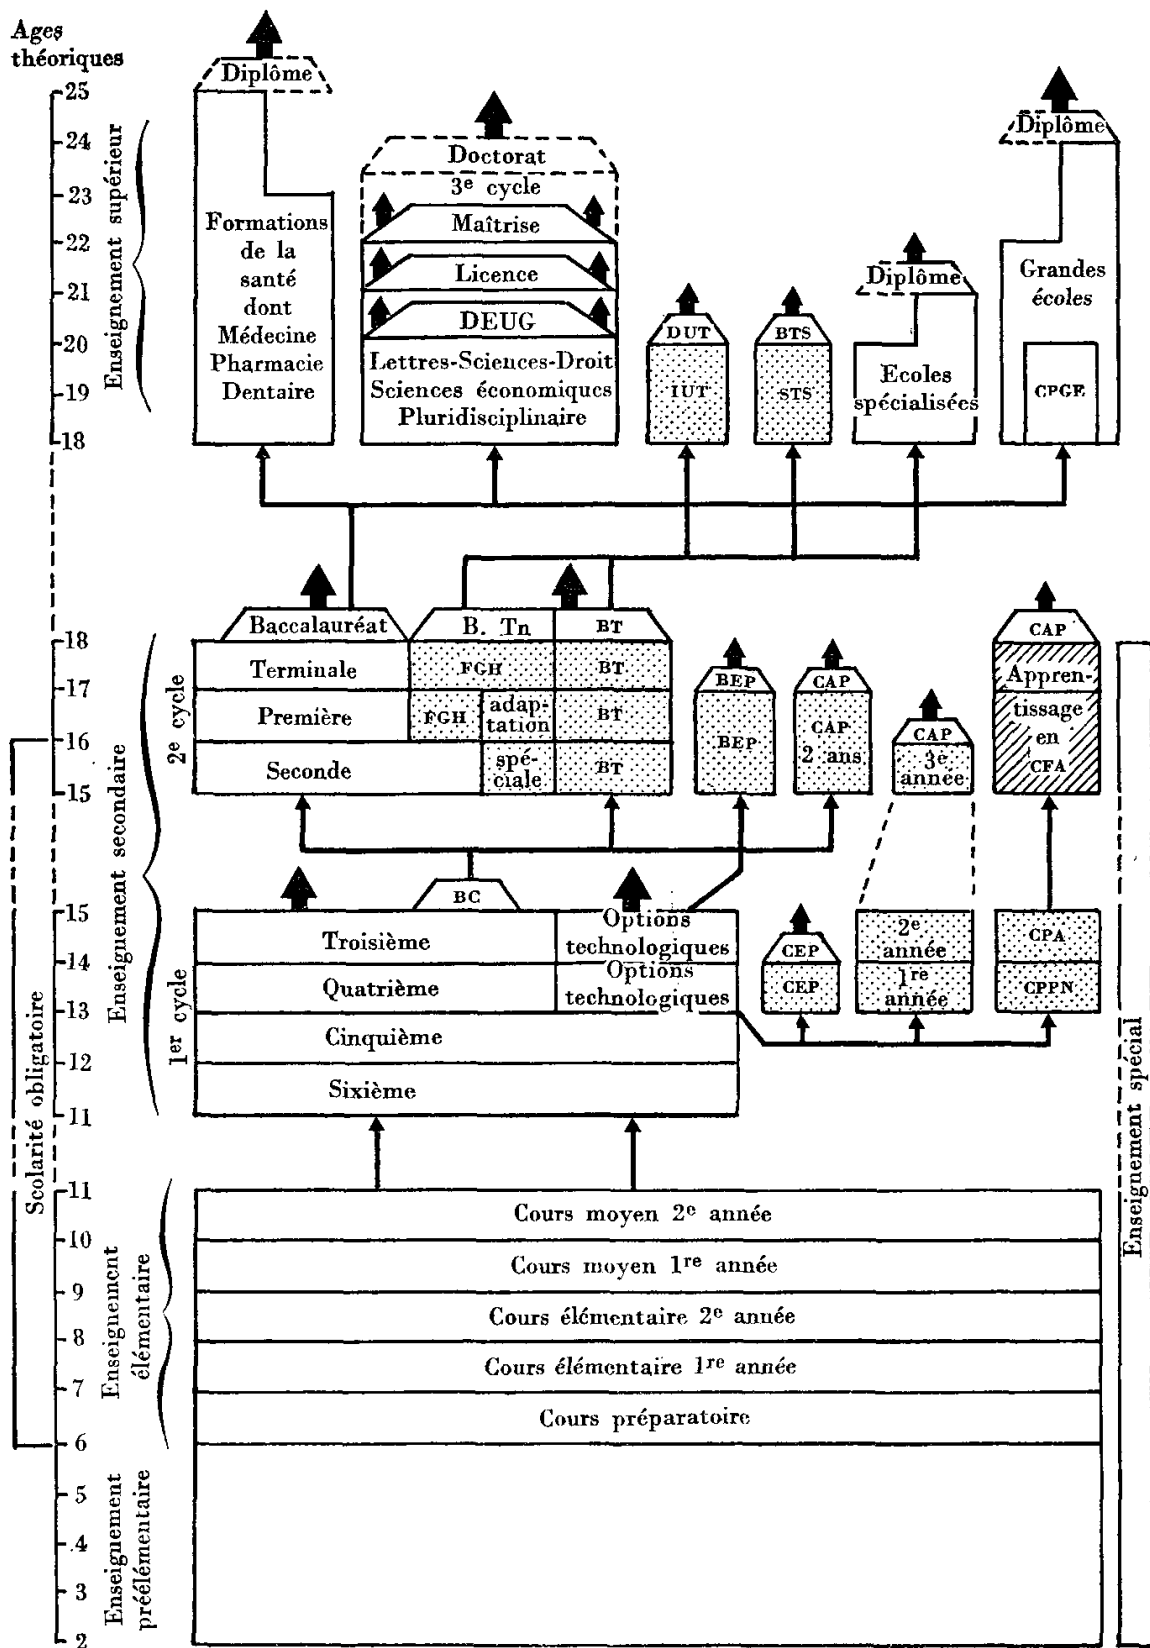 Ages
théoriques
25
24
23
22
21
20
19
18
Enseignement supérieur
Diplôme
Formations
de la
santé
dont
Médecine
Pharmacie
Dentaire
Doctorat
3e cycle
Maîtrise
Licence
DEUG
Lettres-Sciences-Droit
Sciences économiques
Pluridisciplinaire
DUT
IUT
BTS
STS
Diplôme
Ecoles
spécialisées
Diplôme
Grandes
écoles
CPGE
18
17
16
15
Enseignement secondaire
2e cycle
Baccalauréat
B. Tn
BT
Terminale
FGH
BT
Première
FGH
adap-
tation
BT
Seconde
spé-
ciale
BT
BEP
BEP
CAP
CAP
2 ans
CAP
3e
année
CAP
Appren-
tissage
en
CFA
15
14
13
12
11
1er cycle
BC
Troisième
Options
technologiques
Quatrième
Options
technologiques
Cinquième
Sixième
CEP
CEP
2e
année
1re
année
CPA
CPPN
Scolarité obligatoire
Enseignement spécial
11
10
9
8
7
6
Enseignement
élémentaire
Cours moyen 2e année
Cours moyen 1re année
Cours élémentaire 2e année
Cours élémentaire 1re année
Cours préparatoire
5
4
3
2
Enseignement
préélémentaire